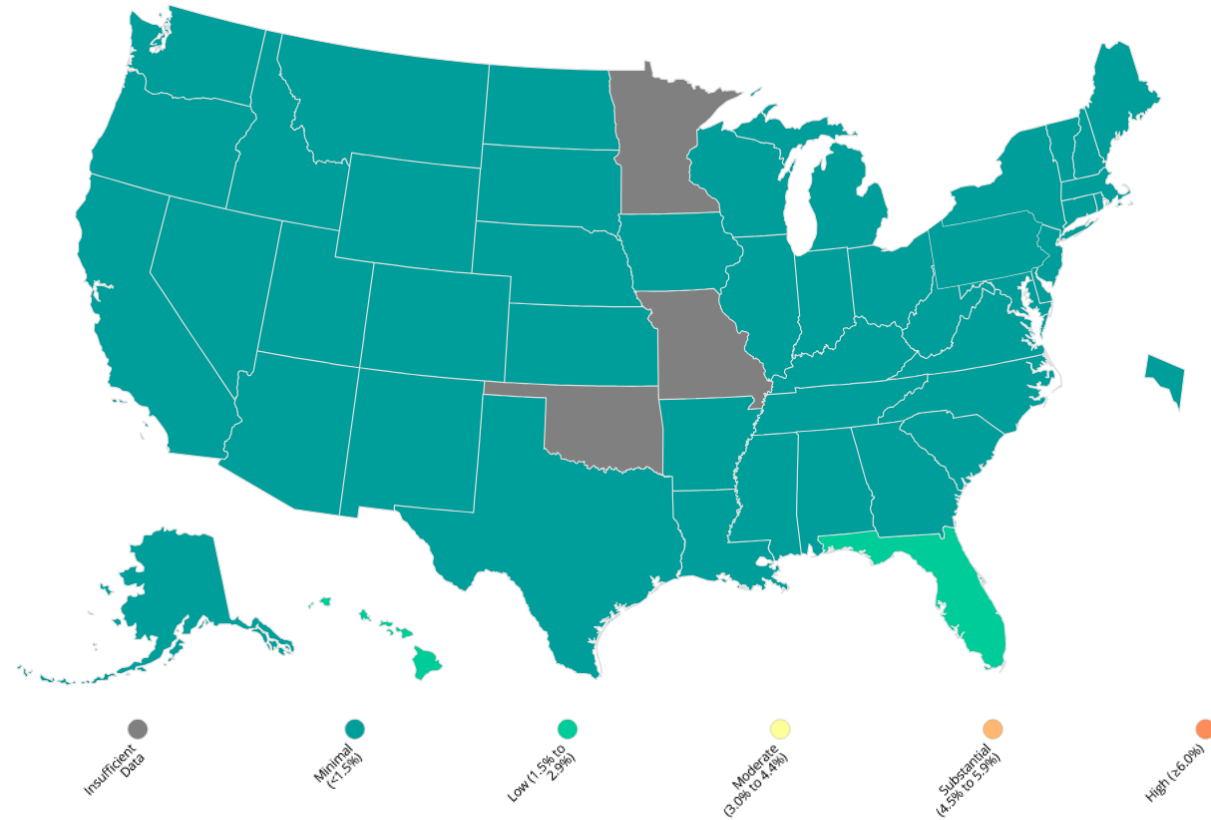 Insufficient
Data
Minimal
(<1.5%)
Low (1.5% to
2.9%)
Moderate
(3.0% to 4.4%)
Substantial
(4.5% to 5.9%)
High (≥6.0%)